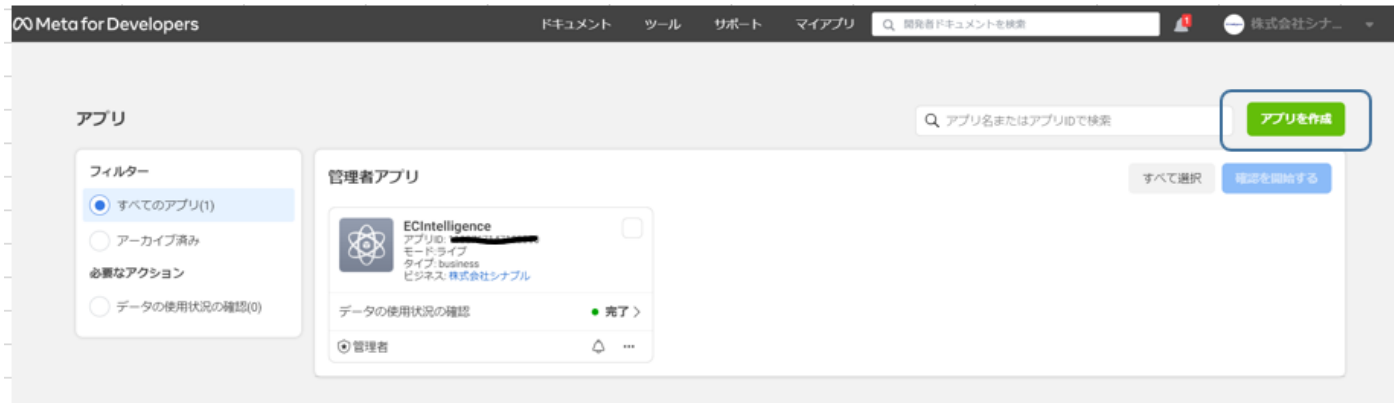 Meta for Developers
ドキュメント ツール サポート マイアプリ 開発者ドキュメントを検索 1 株式会社シナ...
アプリ
アプリ名またはアプリIDで検索
アプリを作成
フィルター
すべてのアプリ(1)
アーカイブ済み
必要なアクション
データの使用状況の確認(0)
管理者アプリ
すべて選択
確認を開始する
ECIntelligence
アプリID:
モード:ライブ
タイプ: business
ビジネス: 株式会社シナブル
データの使用状況の確認
完了
管理者